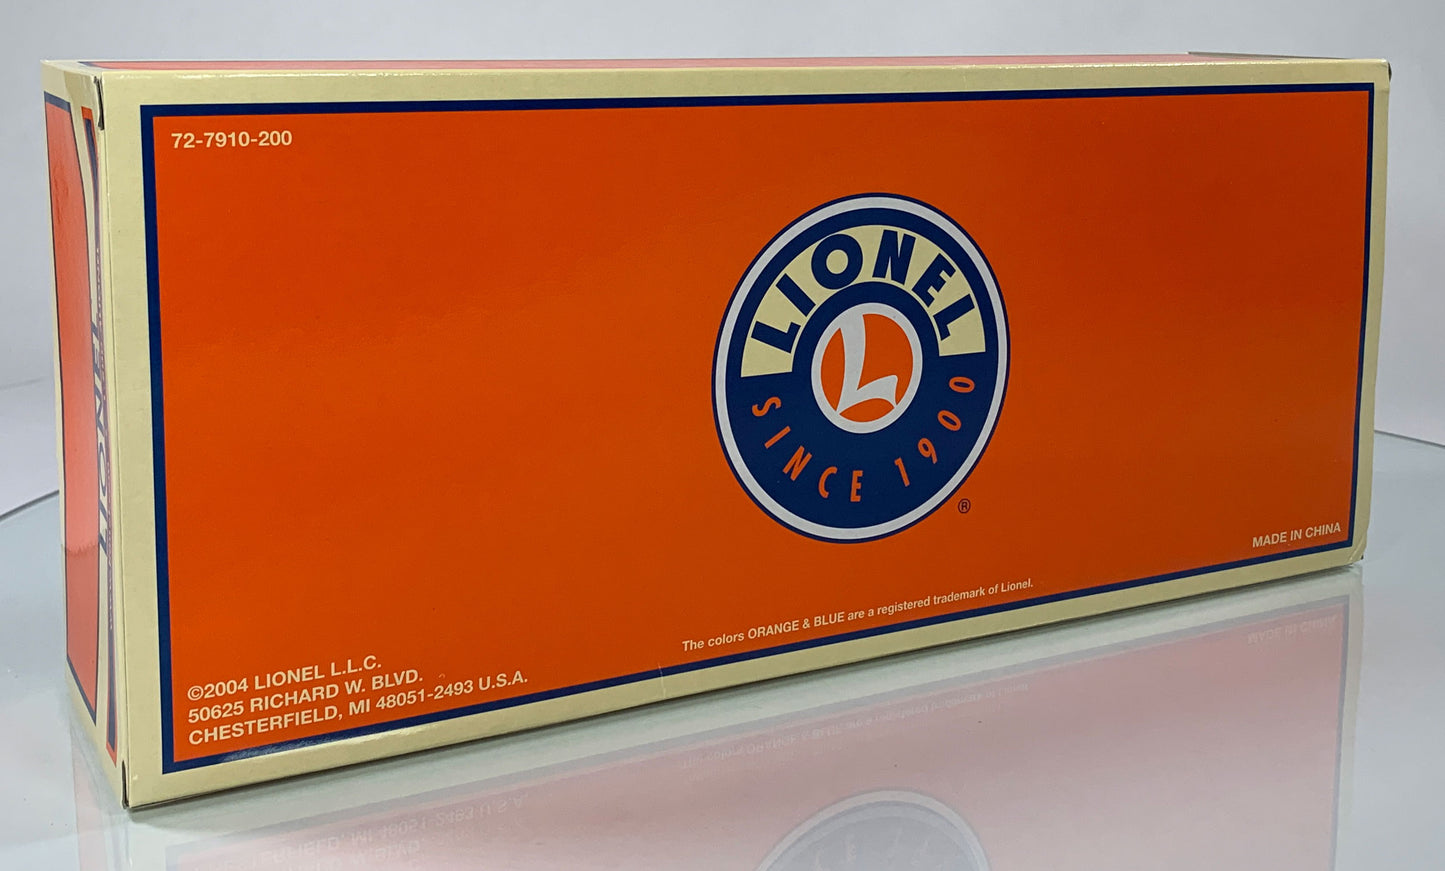 72-7910-200
LIONEL
L
SINCE 1900
®
MADE IN CHINA
The colors ORANGE & BLUE are a registered trademark of Lionel.
©2004 LIONEL L.L.C.
50625 RICHARD W. BLVD.
CHESTERFIELD, MI 48051-2493 U.S.A.
LIONEL